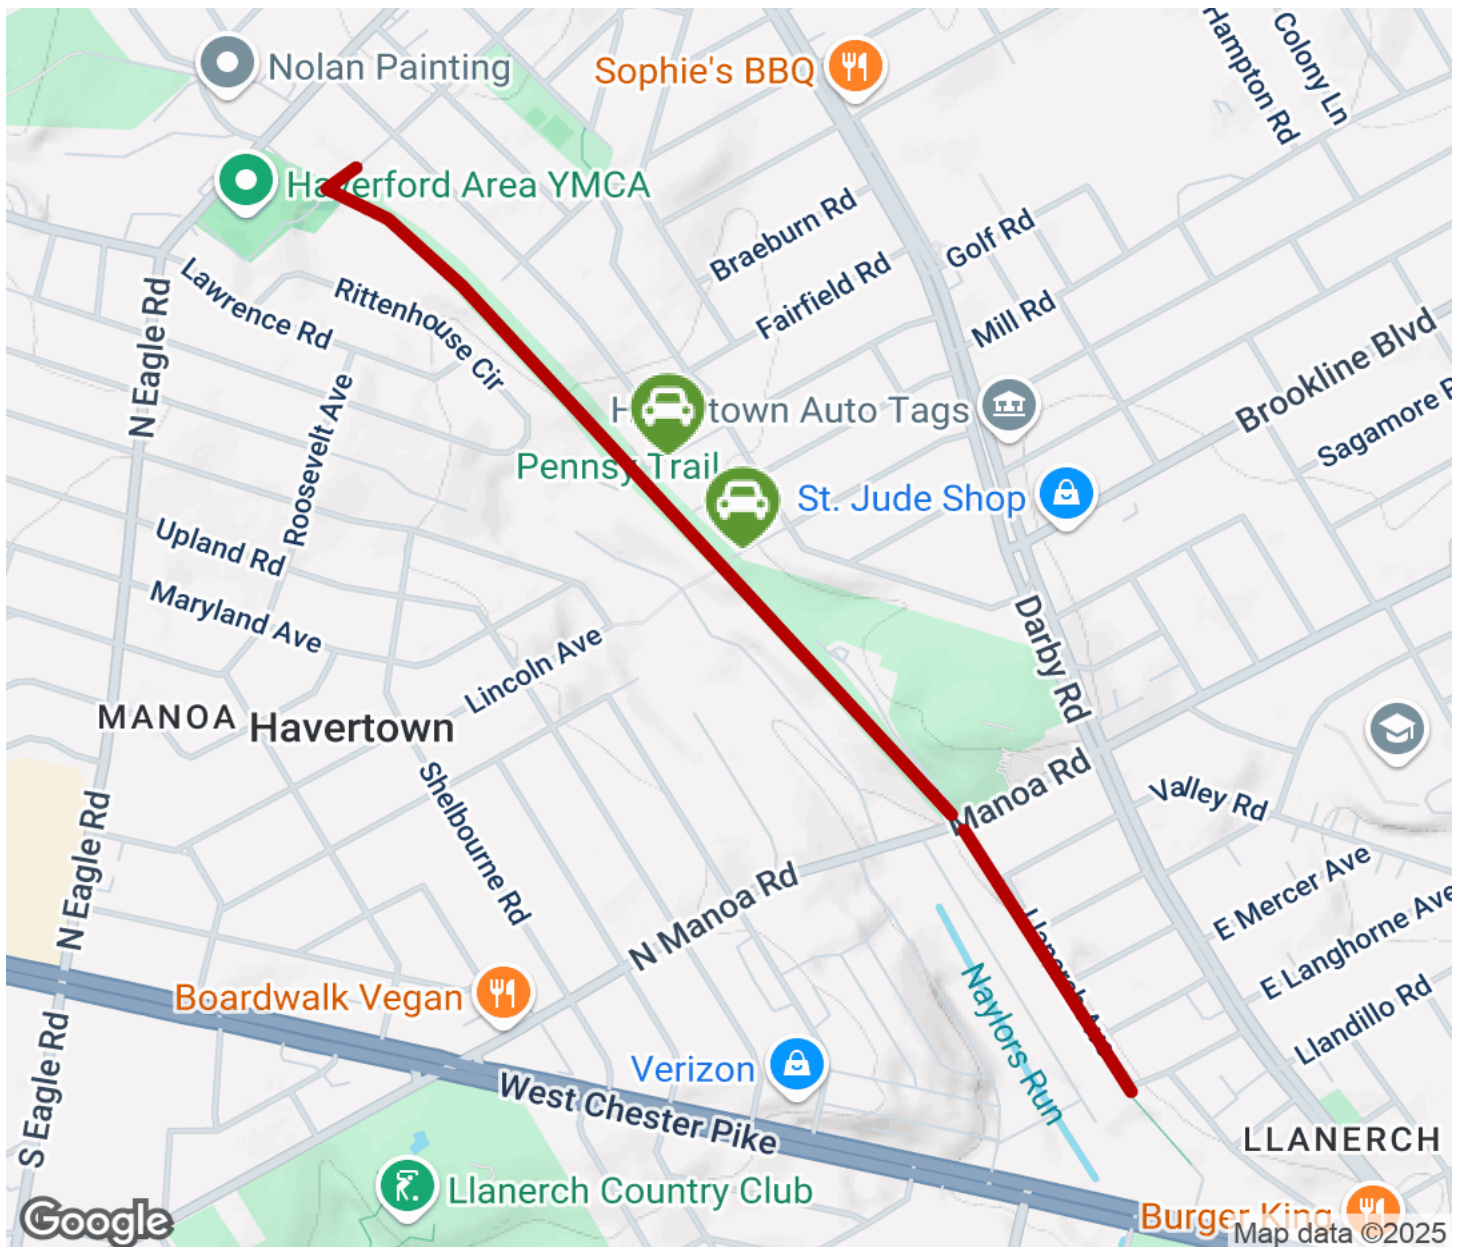 Nolan Painting
Sophie's BBQ
Hampton Rd
Colony Ln
Haverford Area YMCA
Braeburn Rd
Golf Rd
Lawrence Rd
Rittenhouse Cir
Fairfield Rd
Mill Rd
N Eagle Rd
Roosevelt Ave
town Auto Tags
Brookline Blvd
Sagamore
Pennsy Trail
St. Jude Shop
Upland Rd
Maryland Ave
Lincoln Ave
Darby Rd
MANOA
Havertown
Shelbourne Rd
Manoa Rd
Valley Rd
N Eagle Rd
N Manoa Rd
E Mercer Ave
E Langhorne Ave
Llanerch Ave
Boardwalk Vegan
Naylors Run
Llandillo Rd
S Eagle Rd
Verizon
West Chester Pike
LLANERCH
Llanerch Country Club
Burger King
Google
Map data ©2025